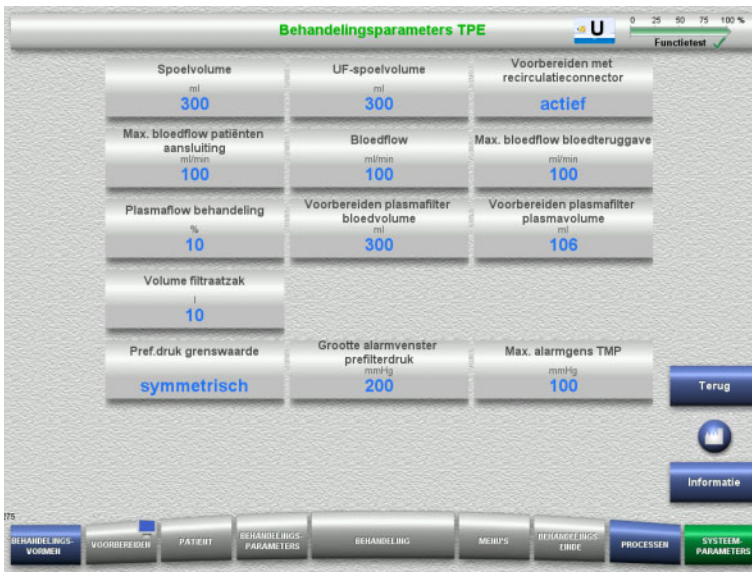 Behandelingsparameters TPE
U
0 25 50 75 100 %
Functietest
Spoelvolume
ml
300
UF-spoelvolume
ml
300
Voorbereiden met
recirculatieconnector
actief
Max. bloedflow patiënten
aansluiting
ml/min
100
Bloedflow
ml/min
100
Max. bloedflow bloedteruggave
ml/min
100
Plasmaflow behandeling
%
10
Voorbereiden plasmafilter
bloedvolume
ml
300
Voorbereiden plasmafilter
plasmavolume
ml
106
Volume filtraatzak
l
10
Pref.druk grenswaarde
symmetrisch
Grootte alarmvenster
prefilterdruk
mmHg
200
Max. alarmgens TMP
mmHg
100
Terug
Informatie
275
BEHANDELINGS-
VORMEN
VOORBEREIDEN
PATIENT
BEHANDELINGS-
PARAMETERS
BEHANDELING
MENU'S
BEHANDELINGS-
EINDE
PROCESSEN
SYSTEEM-
PARAMETERS